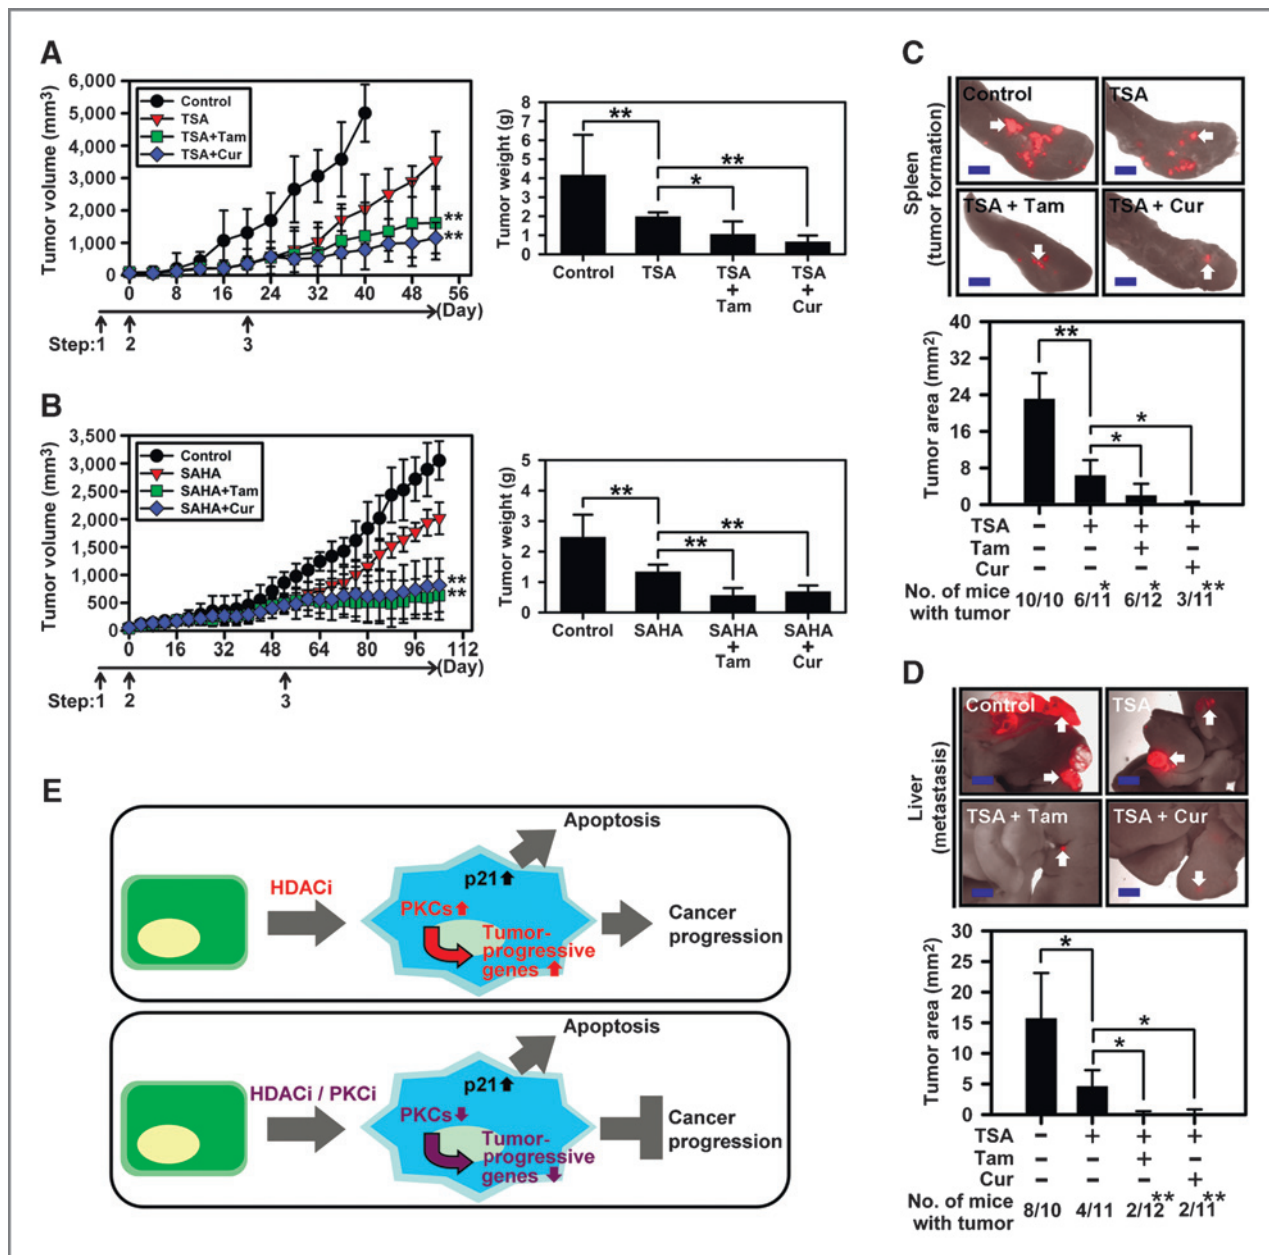 A
Tumor volume (mm³)
6,000
5,000
4,000
3,000
2,000
1,000
0
Control
TSA
TSA+Tam
TSA+Cur
**
**
0 8 16 24 32 40 48 56
(Day)
Step:1 2 3
Tumor weight (g)
8
7
6
5
4
3
2
1
0
**
**
*
Control TSA TSA TSA
+ +
Tam Cur
B
Tumor volume (mm³)
3,500
3,000
2,500
2,000
1,500
1,000
500
0
Control
SAHA
SAHA+Tam
SAHA+Cur
**
**
0 16 32 48 64 80 96 112
(Day)
Step:1 2 3
Tumor weight (g)
5
4
3
2
1
0
**
**
**
Control SAHA SAHA SAHA
+ +
Tam Cur
C
Spleen
(tumor formation)
Control
TSA
TSA + Tam
TSA + Cur
Tumor area (mm²)
40
32
24
16
8
0
**
*
*
TSA − + + +
Tam − − + −
Cur − − − +
No. of mice
with tumor
10/10 6/11* 6/12* 3/11**
D
Liver
(metastasis)
Control
TSA
TSA + Tam
TSA + Cur
Tumor area (mm²)
30
25
20
15
10
5
0
*
*
*
TSA − + + +
Tam − − + −
Cur − − − +
No. of mice
with tumor
8/10 4/11 2/12** 2/11**
E
HDACi
p21
PKCs
Tumor-
progressive
genes
Apoptosis
Cancer
progression
HDACi / PKCi
p21
PKCs
Tumor-
progressive
genes
Apoptosis
Cancer
progression